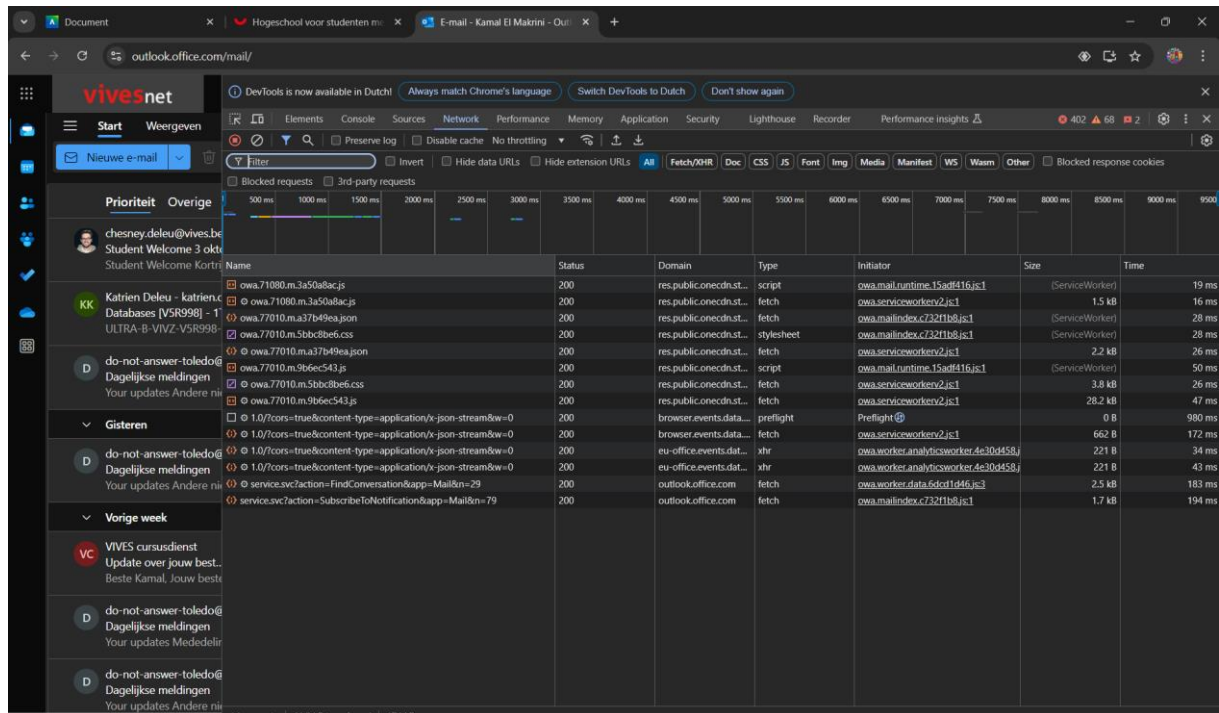 Document
Hogeschool voor studenten me
E-mail - Kamal El Makrini - Outl
outlook.office.com/mail/
vivesnet
Start Weergeven
Nieuwe e-mail
Prioriteit Overige
chesney.deleu@vives.be
Student Welcome 3 okt
Student Welcome Kortri
KK
Katrien Deleu - katrien.c
Databases [V5R998] - 1
ULTRA-B-VIVZ-V5R998-
D
do-not-answer-toledo@
Dagelijkse meldingen
Your updates Andere ni
Gisteren
D
do-not-answer-toledo@
Dagelijkse meldingen
Your updates Andere ni
Vorige week
VC
VIVES cursusdienst
Update over jouw best...
Beste Kamal, Jouw beste
D
do-not-answer-toledo@
Dagelijkse meldingen
Your updates Mededelir
D
do-not-answer-toledo@
Dagelijkse meldingen
Your updates Andere ni
DevTools is now available in Dutch! Always match Chrome's language Switch DevTools to Dutch Don't show again
Elements Console Sources Network Performance Memory Application Security Lighthouse Recorder Performance insights 402 68 2
Preserve log Disable cache No throttling
Filter Invert Hide data URLs Hide extension URLs All Fetch/XHR Doc CSS JS Font Img Media Manifest WS Wasm Other Blocked response cookies
Blocked requests 3rd-party requests
500 ms 1000 ms 1500 ms 2000 ms 2500 ms 3000 ms 3500 ms 4000 ms 4500 ms 5000 ms 5500 ms 6000 ms 6500 ms 7000 ms 7500 ms 8000 ms 8500 ms 9000 ms 9500
Name Status Domain Type Initiator Size Time
owa.71080.m.3a50a8ac.js 200 res.public.onecdn.st... script owa.mail.runtime.15adf416.js:1 (ServiceWorker) 19 ms
owa.71080.m.3a50a8ac.js 200 res.public.onecdn.st... fetch owa.serviceworkerv2.js:1 1.5 kB 16 ms
owa.77010.m.a37b49ea.json 200 res.public.onecdn.st... fetch owa.mailindex.c732f1b8.js:1 (ServiceWorker) 28 ms
owa.77010.m.5bbc8be6.css 200 res.public.onecdn.st... stylesheet owa.mailindex.c732f1b8.js:1 (ServiceWorker) 28 ms
owa.77010.m.a37b49ea.json 200 res.public.onecdn.st... fetch owa.serviceworkerv2.js:1 2.2 kB 26 ms
owa.77010.m.9b6ec543.js 200 res.public.onecdn.st... script owa.mail.runtime.15adf416.js:1 (ServiceWorker) 50 ms
owa.77010.m.5bbc8be6.css 200 res.public.onecdn.st... fetch owa.serviceworkerv2.js:1 3.8 kB 26 ms
owa.77010.m.9b6ec543.js 200 res.public.onecdn.st... fetch owa.serviceworkerv2.js:1 28.2 kB 47 ms
1.0/?cors=true&content-type=application/x-json-stream&w=0 200 browser.events.data.... preflight Preflight 0 B 980 ms
1.0/?cors=true&content-type=application/x-json-stream&w=0 200 browser.events.data.... fetch owa.serviceworkerv2.js:1 662 B 172 ms
1.0/?cors=true&content-type=application/x-json-stream&w=0 200 eu-office.events.dat... xhr owa.worker.analyticsworker.4e30d458.j 221 B 34 ms
1.0/?cors=true&content-type=application/x-json-stream&w=0 200 eu-office.events.dat... xhr owa.worker.analyticsworker.4e30d458.j 221 B 43 ms
service.svc?action=FindConversation&app=Mail&n=29 200 outlook.office.com fetch owa.worker.data.6dcd1d46.js:3 2.5 kB 183 ms
service.svc?action=SubscribeToNotification&app=Mail&n=79 200 outlook.office.com fetch owa.mailindex.c732f1b8.js:1 1.7 kB 194 ms